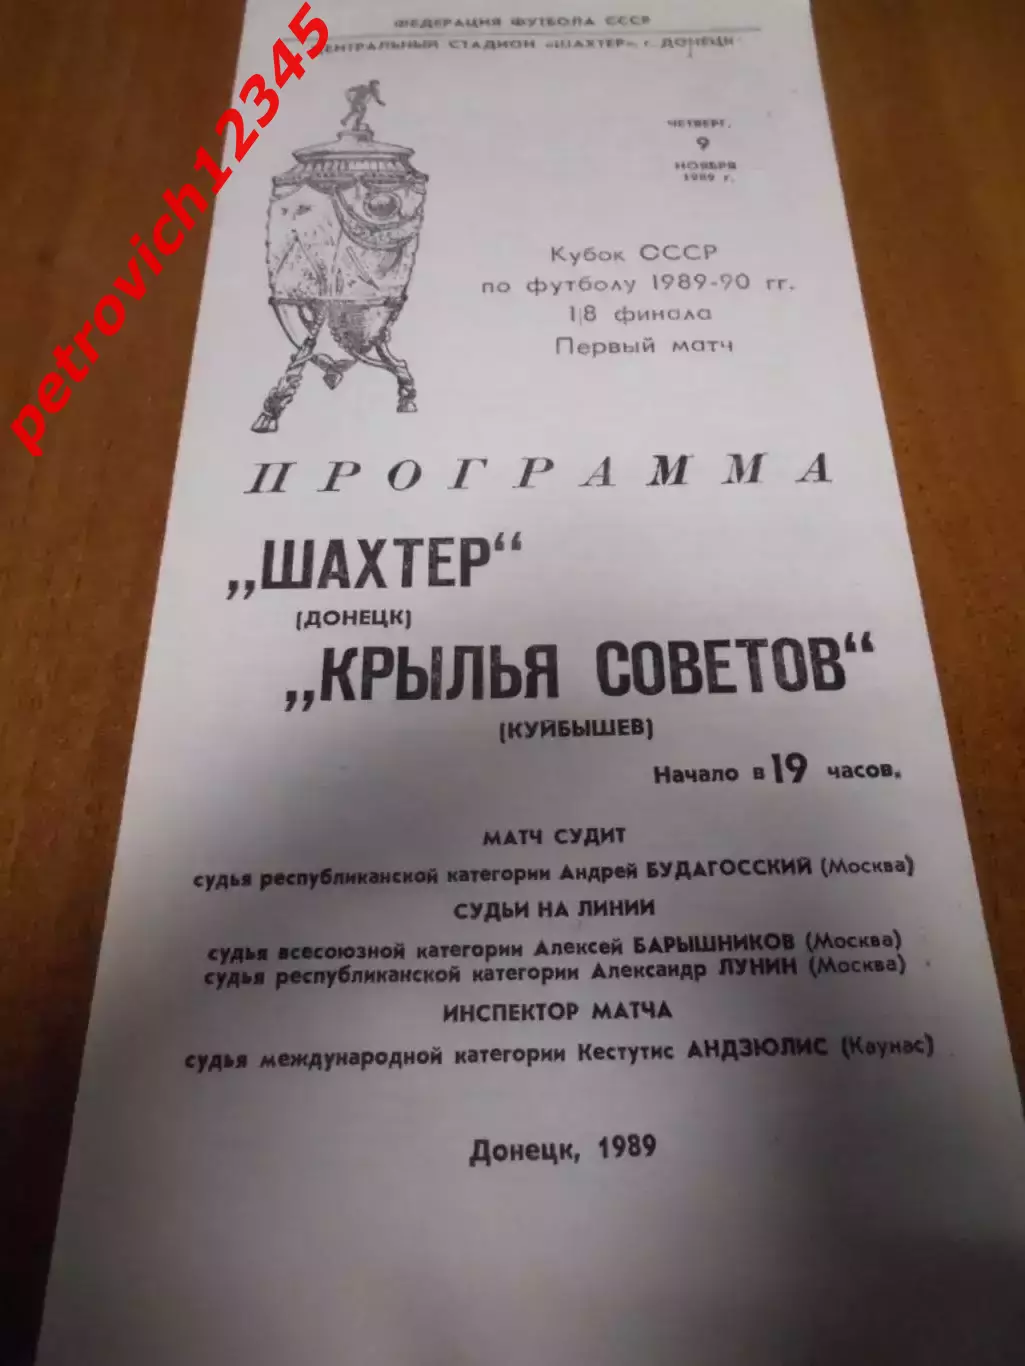 ФЕДЕРАЦИЯ ФУТБОЛА СССР
ЦЕНТРАЛЬНЫЙ СТАДИОН «ШАХТЕР», г. ДОНЕЦК
ЧЕТВЕРГ,
9
НОЯБРЯ
1989 г.
Кубок СССР
по футболу 1989-90 гг.
1/8 финала
Первый матч
ПРОГРАММА
„ШАХТЕР“
(ДОНЕЦК)
„КРЫЛЬЯ СОВЕТОВ“
(КУЙБЫШЕВ)
Начало в 19 часов.
МАТЧ СУДИТ
судья республиканской категории Андрей БУДАГОССКИЙ (Москва)
СУДЬИ НА ЛИНИИ
судья всесоюзной категории Алексей БАРЫШНИКОВ (Москва)
судья республиканской категории Александр ЛУНИН (Москва)
ИНСПЕКТОР МАТЧА
судья международной категории Кестутис АНДЗЮЛИС (Каунас)
Донецк, 1989
petrovich12345